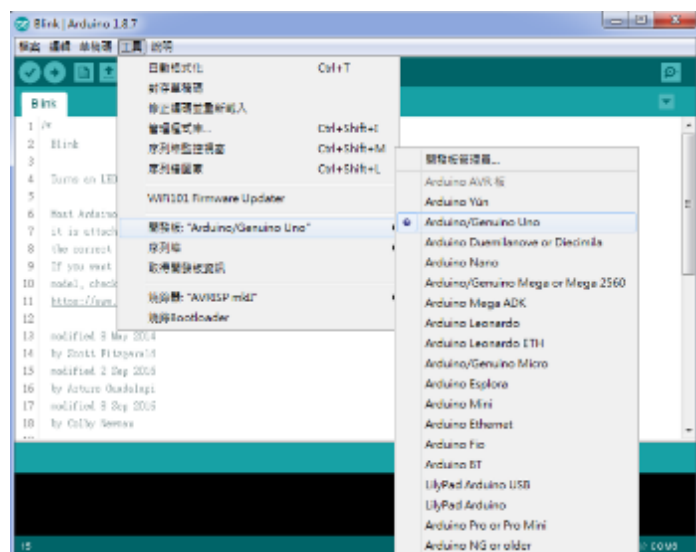 Blink | Arduino 1.8.7
檔案 編輯 草稿碼 工具 說明
Blink
自動格式化 Ctrl+T
封存草稿碼
修正編碼並重新載入
管理程式庫... Ctrl+Shift+I
序列埠監控視窗 Ctrl+Shift+M
序列繪圖家 Ctrl+Shift+L
WiFi101 Firmware Updater
開發板: "Arduino/Genuino Uno"
序列埠
取得開發板資訊
燒錄器: "AVRISP mkII"
燒錄Bootloader
開發板管理員...
Arduino AVR 板
Arduino Yún
Arduino/Genuino Uno
Arduino Duemilanove or Diecimila
Arduino Nano
Arduino/Genuino Mega or Mega 2560
Arduino Mega ADK
Arduino Leonardo
Arduino Leonardo ETH
Arduino/Genuino Micro
Arduino Esplora
Arduino Mini
Arduino Ethernet
Arduino Fio
Arduino BT
LilyPad Arduino USB
LilyPad Arduino
Arduino Pro or Pro Mini
Arduino NG or older
1 /*
2 Blink
3
4 Turns on LED
5
6 Most Arduino
7 it is attach
8 the correct
9 If you want
10 model, check
11 https://www.
12
13 modified 8 May 2014
14 by Scott Fitzgerald
15 modified 2 Sep 2016
16 by Arturo Guadalupi
17 modified 8 Sep 2016
18 by Colby Newman
15
COM6